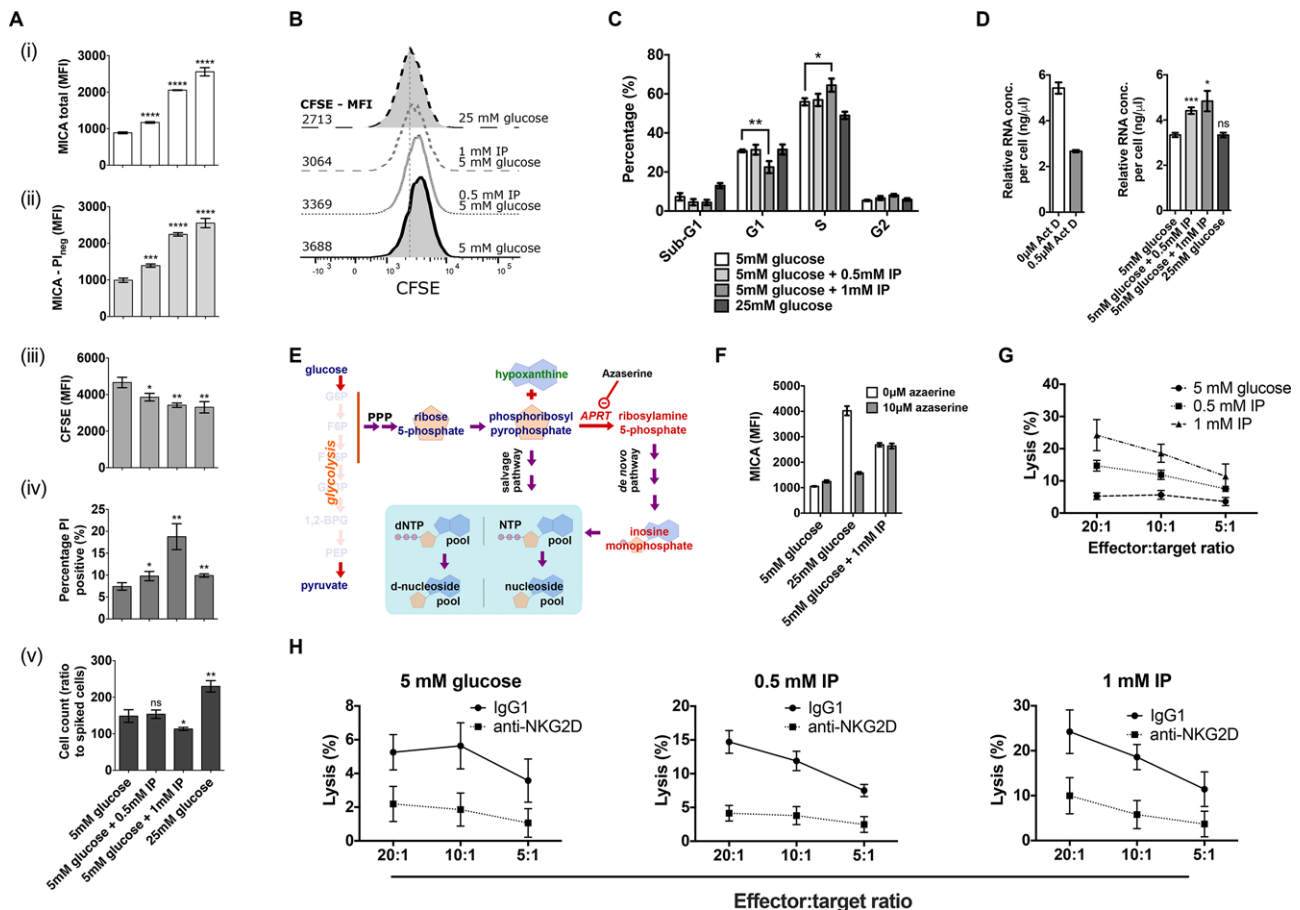 A
(i)
MICA total (MFI)
3000
2000
1000
0
****
****
****
(ii)
MICA - PIneg (MFI)
3000
2000
1000
0
***
****
****
(iii)
CFSE (MFI)
6000
4000
2000
0
*
**
**
(iv)
Percentage PI
positive (%)
25
20
15
10
5
0
*
**
**
(v)
Cell count (ratio
to spiked cells)
300
200
100
0
ns
*
**
5mM glucose
5mM glucose + 0.5mM IP
5mM glucose + 1mM IP
25mM glucose
B
CFSE - MFI
2713
25 mM glucose
3064
1 mM IP
5 mM glucose
3369
0.5 mM IP
5 mM glucose
3688
5 mM glucose
-10³ 0 10³ 10⁴ 10⁵
CFSE
C
Percentage (%)
80
60
40
20
0
**
*
Sub-G1
G1
S
G2
5mM glucose
5mM glucose + 0.5mM IP
5mM glucose + 1mM IP
25mM glucose
D
Relative RNA conc.
per cell (ng/µl)
6
4
2
0
0µM Act D
0.5µM Act D
Relative RNA conc.
per cell (ng/µl)
6
4
2
0
***
*
ns
5mM glucose
5mM glucose + 0.5mM IP
5mM glucose + 1mM IP
25mM glucose
E
glucose
G6P
F6P
glycolysis
1,2-BPG
PEP
pyruvate
PPP
ribose
5-phosphate
hypoxanthine
phosphoribosyl
pyrophosphate
Azaserine
APRT
ribosylamine
5-phosphate
salvage
pathway
de novo
pathway
inosine
monophosphate
dNTP
pool
NTP
pool
d-nucleoside
pool
nucleoside
pool
F
MICA (MFI)
5000
4000
3000
2000
1000
0
0µM azaerine
10µM azaserine
5mM glucose
25mM glucose
5mM glucose + 1mM IP
G
Lysis (%)
40
30
20
10
0
5 mM glucose
0.5 mM IP
1 mM IP
20:1 10:1 5:1
Effector:target ratio
H
5 mM glucose
Lysis (%)
8
6
4
2
0
IgG1
anti-NKG2D
20:1 10:1 5:1
0.5 mM IP
Lysis (%)
20
15
10
5
0
IgG1
anti-NKG2D
20:1 10:1 5:1
1 mM IP
Lysis (%)
30
20
10
0
IgG1
anti-NKG2D
20:1 10:1 5:1
Effector:target ratio